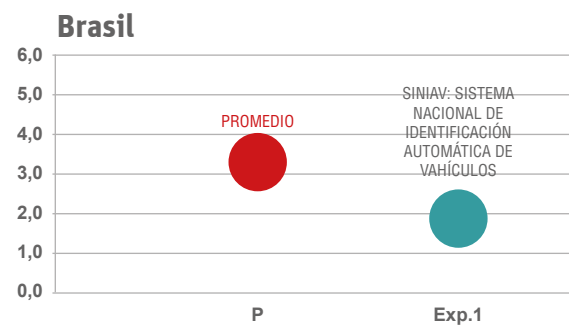 Brasil
6,0
5,0
4,0
3,0
2,0
1,0
0,0
PROMEDIO
SINIAV: SISTEMA
NACIONAL DE
IDENTIFICACIÓN
AUTOMÁTICA DE
VAHÍCULOS
P
Exp.1